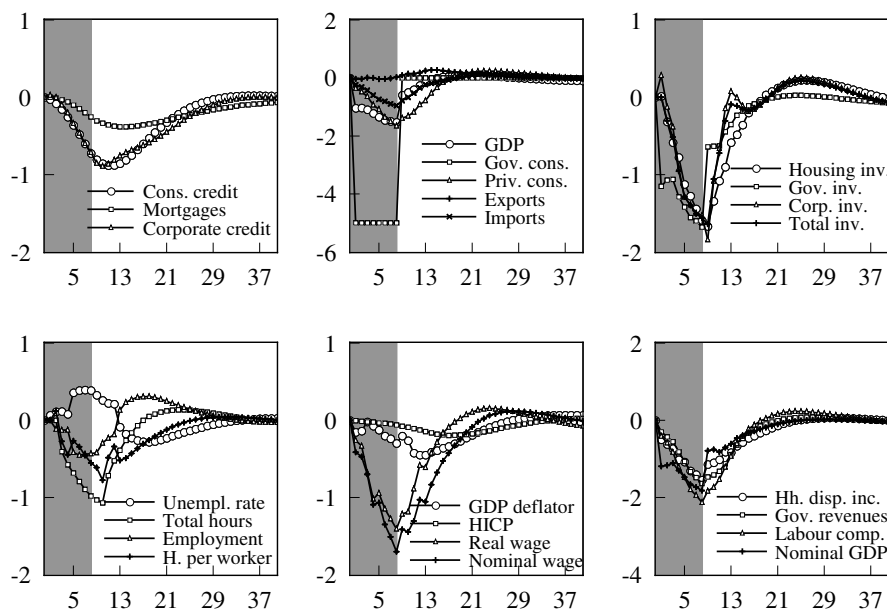 1
0
-1
-2
5 13 21 29 37
Cons. credit
Mortgages
Corporate credit
2
0
-2
-4
-6
5 13 21 29 37
GDP
Gov. cons.
Priv. cons.
Exports
Imports
1
0
-1
-2
5 13 21 29 37
Housing inv.
Gov. inv.
Corp. inv.
Total inv.
1
0
-1
-2
5 13 21 29 37
Unempl. rate
Total hours
Employment
H. per worker
1
0
-1
-2
5 13 21 29 37
GDP deflator
HICP
Real wage
Nominal wage
2
0
-2
-4
5 13 21 29 37
Hh. disp. inc.
Gov. revenues
Labour comp.
Nominal GDP